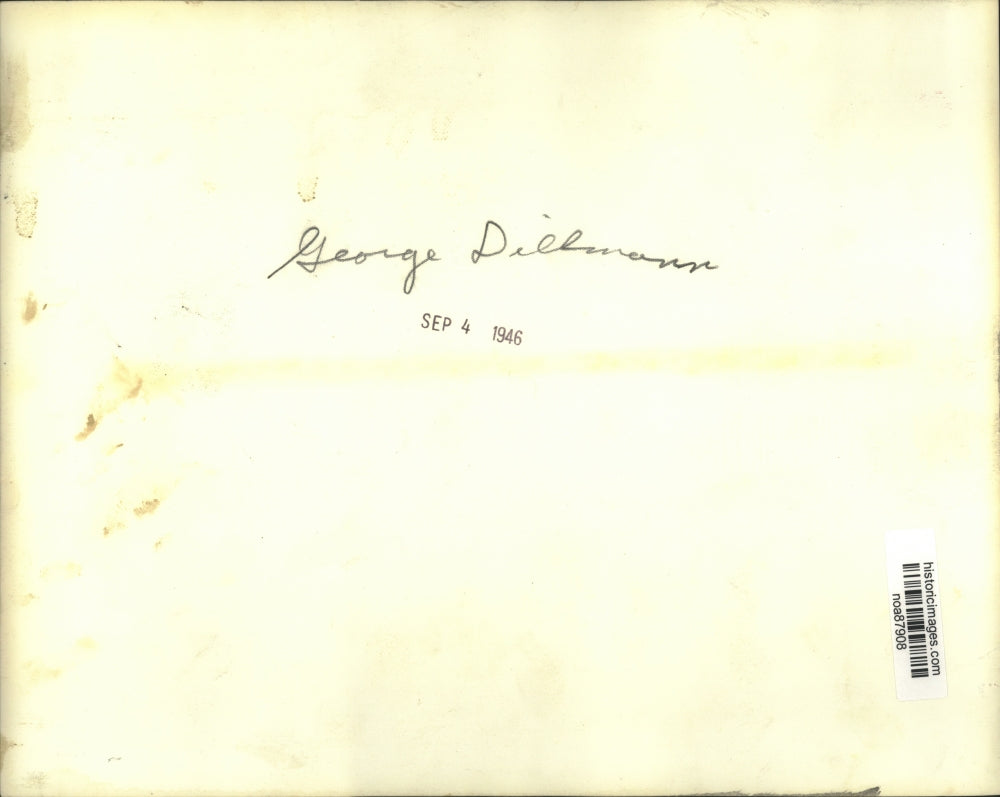 George Dillmann
SEP 4 1946
historicimages.com
noa87908